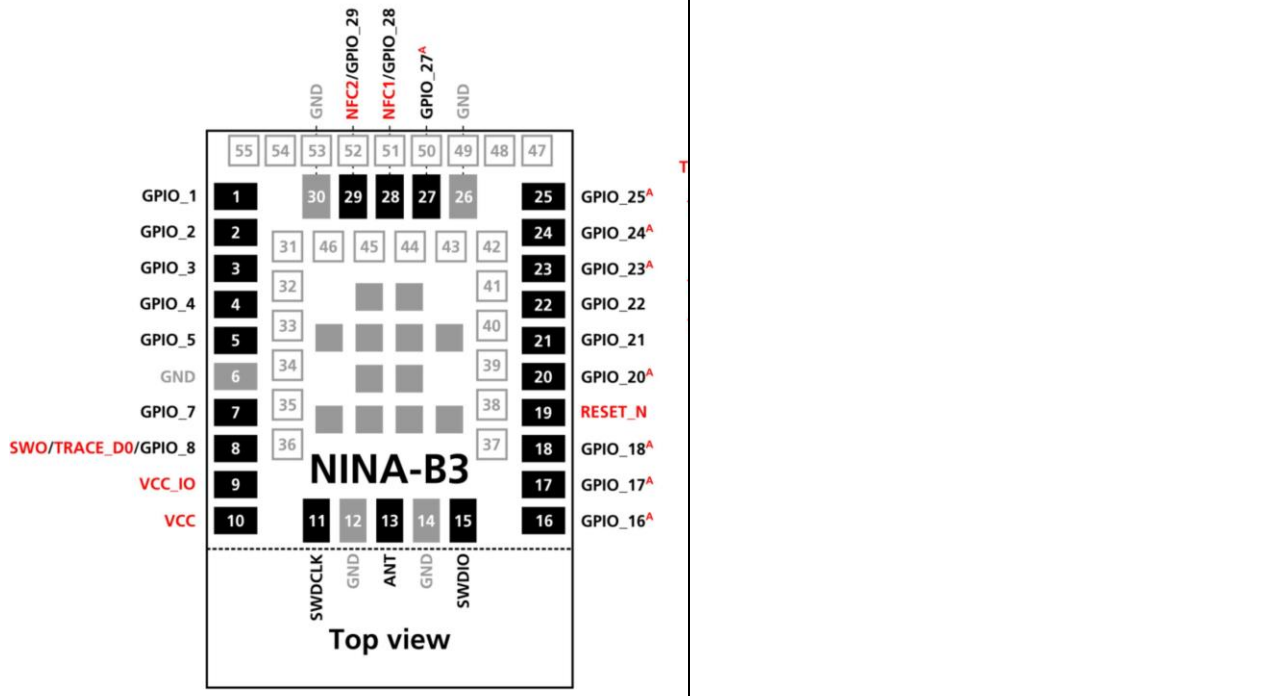 GND
NFC2/GPIO_29
NFC1/GPIO_28
GPIO_27A
GND
55 54 53 52 51 50 49 48 47
T
30 29 28 27 26
GPIO_1 1
25 GPIO_25A
GPIO_2 2
24 GPIO_24A
31 46 45 44 43 42
GPIO_3 3
23 GPIO_23A
32 41
GPIO_4 4
22 GPIO_22
33 40
GPIO_5 5
21 GPIO_21
34 39
GND 6
20 GPIO_20A
35 38
GPIO_7 7
19 RESET_N
36 37
SWO/TRACE_D0/GPIO_8 8
18 GPIO_18A
NINA-B3
VCC_IO 9
17 GPIO_17A
VCC 10
11 12 13 14 15
16 GPIO_16A
SWDCLK
GND
ANT
GND
SWDIO
Top view